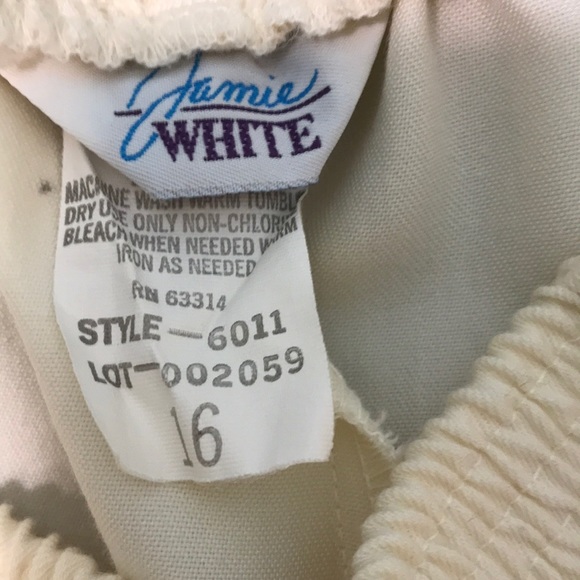 Jamie
WHITE
WASH WARM TUMBLE
DRY USE ONLY NON-CHLORINE
BLEACH WHEN NEEDED WARM
IRON AS NEEDED
RN 63314
STYLE-6011
LOT-002059
16